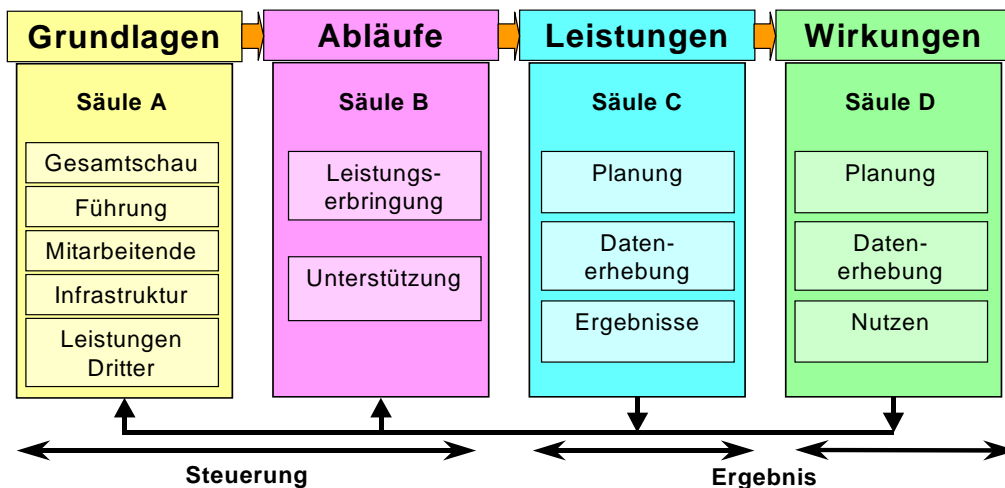 Grundlagen
Abläufe
Leistungen
Wirkungen
Säule A
Gesamtschau
Führung
Mitarbeitende
Infrastruktur
Leistungen
Dritter
Säule B
Leistungs-
erbringung
Unterstützung
Säule C
Planung
Daten-
erhebung
Ergebnisse
Säule D
Planung
Daten-
erhebung
Nutzen
Steuerung
Ergebnis